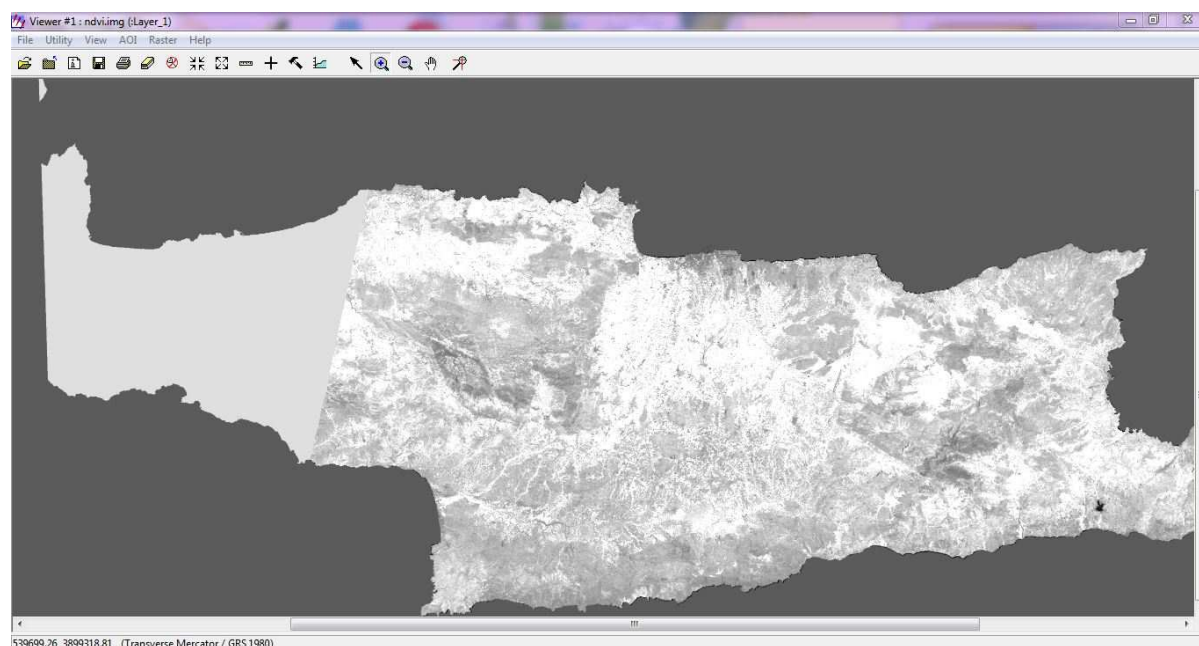 Viewer #1 : ndvi.img (:Layer_1)
File Utility View AOI Raster Help
539699.26, 3899318.81 (Transverse Mercator / GRS 1980)